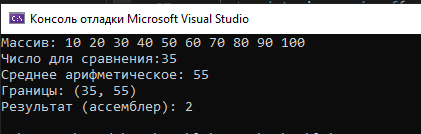 Консоль отладки Microsoft Visual Studio
Массив: 10 20 30 40 50 60 70 80 90 100
Число для сравнения:35
Среднее арифметическое: 55
Границы: (35, 55)
Результат (ассемблер): 2